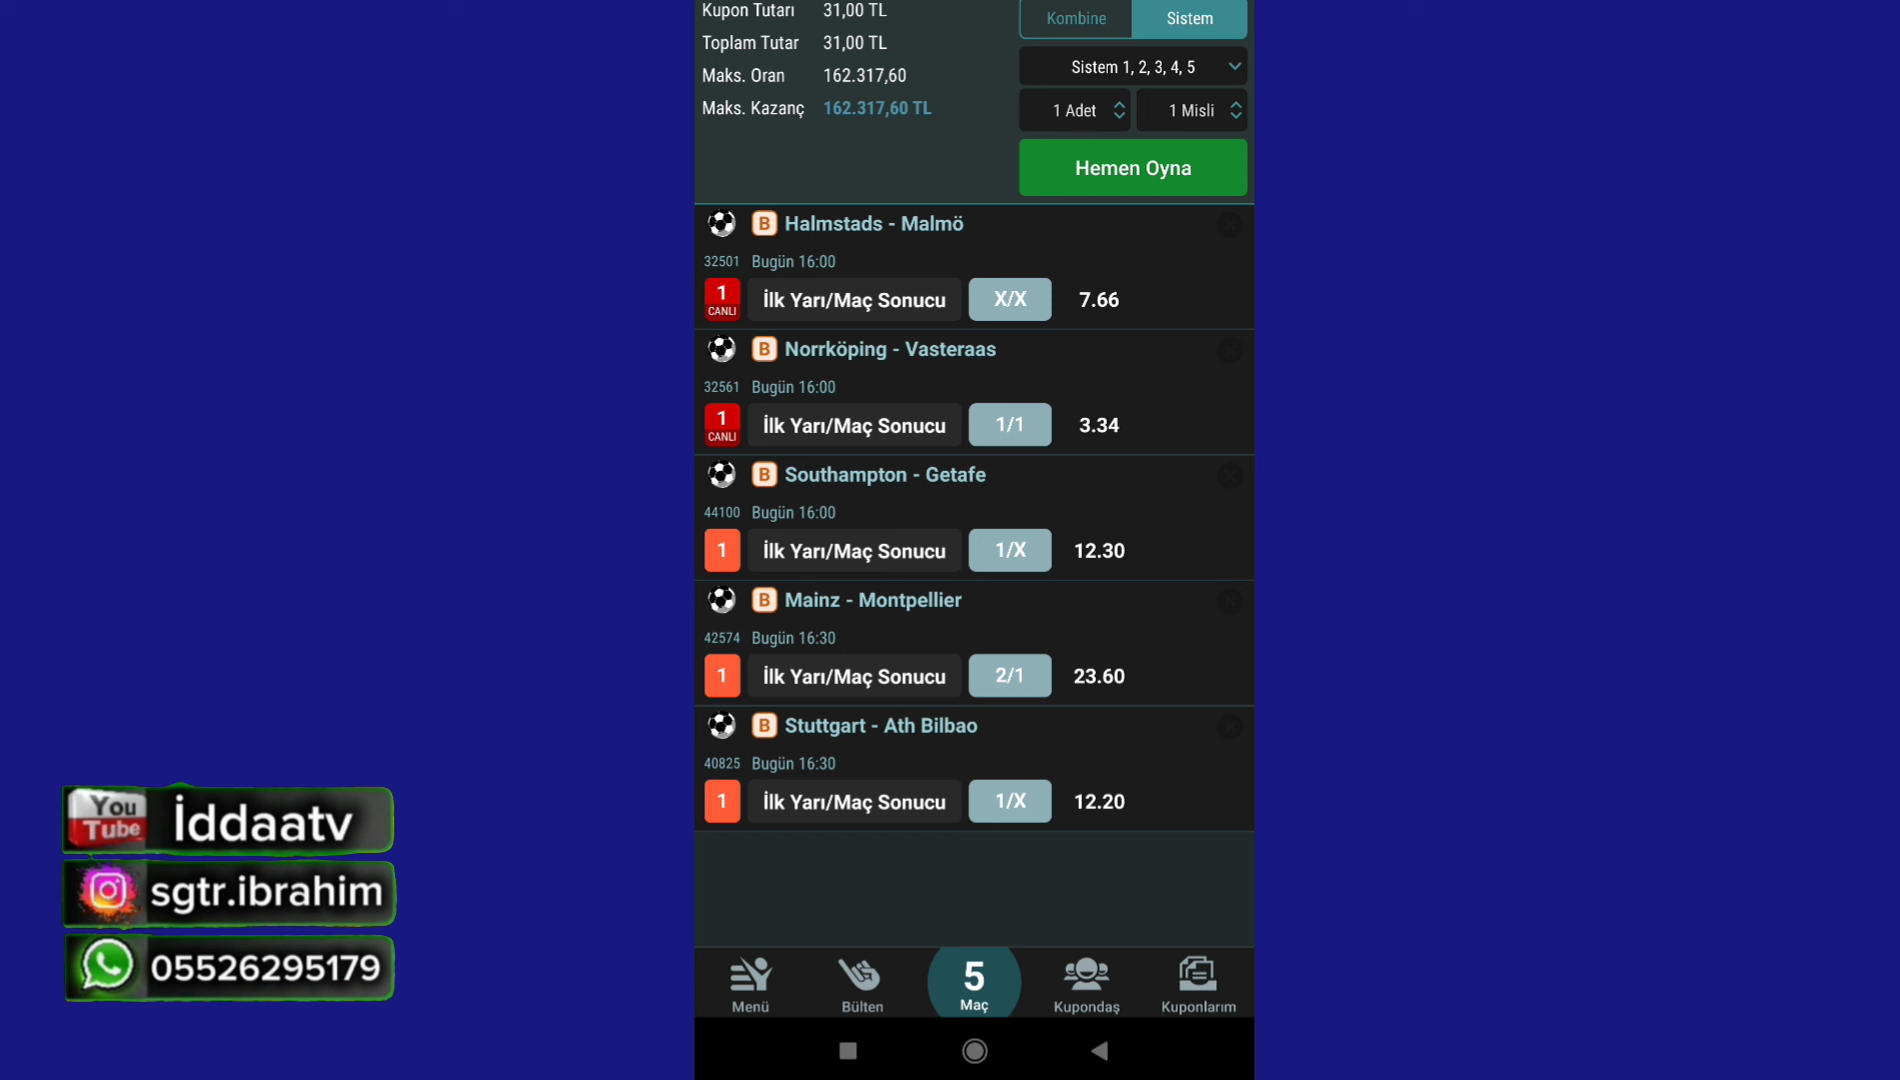 Kupon Tutarı 31,00 TL
Toplam Tutar 31,00 TL
Maks. Oran 162.317,60
Maks. Kazanç 162.317,60 TL
Kombine Sistem
Sistem 1, 2, 3, 4, 5
1 Adet 1 Misli
Hemen Oyna
B Halmstads - Malmö
32501 Bugün 16:00
1 CANLI İlk Yarı/Maç Sonucu X/X 7.66
B Norrköping - Vasteraas
32561 Bugün 16:00
1 CANLI İlk Yarı/Maç Sonucu 1/1 3.34
B Southampton - Getafe
44100 Bugün 16:00
1 İlk Yarı/Maç Sonucu 1/X 12.30
B Mainz - Montpellier
42574 Bugün 16:30
1 İlk Yarı/Maç Sonucu 2/1 23.60
B Stuttgart - Ath Bilbao
40825 Bugün 16:30
1 İlk Yarı/Maç Sonucu 1/X 12.20
5
Menü Bülten Maç Kupondaş Kuponlarım
You Tube İddaatv
sgtr.ibrahim
05526295179